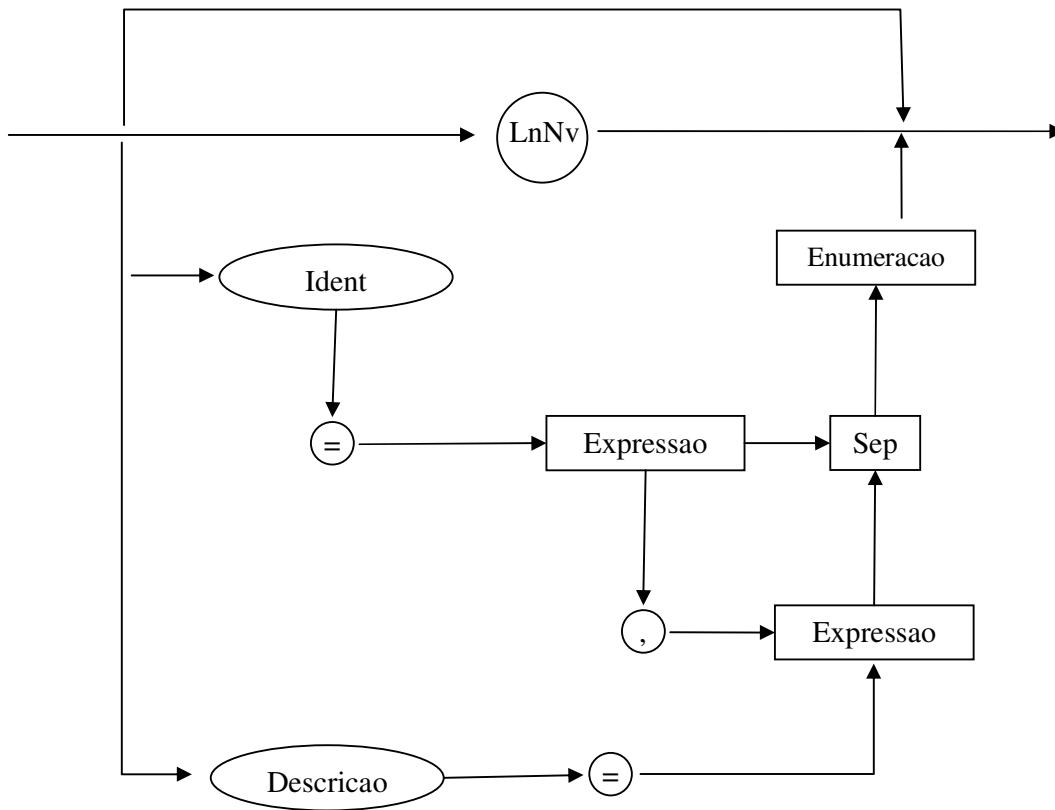 LnNv
Enumeracao
Ident
=
Expressao
Sep
,
Expressao
Descricao
=